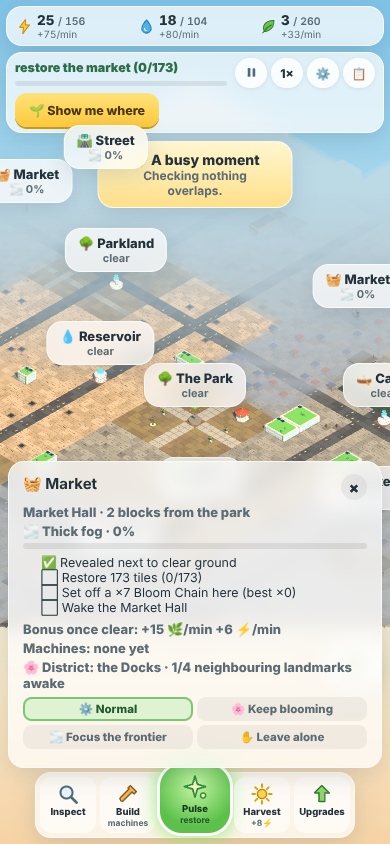 25 / 156
+75/min
18 / 104
+80/min
3 / 260
+33/min
restore the market (0/173)
1×
Show me where
Street
0%
A busy moment
Checking nothing
overlaps.
Market
0%
Parkland
clear
Market
0%
Reservoir
clear
The Park
clear
Ca
clea
Market
Market Hall · 2 blocks from the park
Thick fog · 0%
Revealed next to clear ground
Restore 173 tiles (0/173)
Set off a ×7 Bloom Chain here (best ×0)
Wake the Market Hall
Bonus once clear: +15 /min +6 /min
Machines: none yet
District: the Docks · 1/4 neighbouring landmarks
awake
Normal
Keep blooming
Focus the frontier
Leave alone
Inspect
Build
machines
Pulse
restore
Harvest
+8
Upgrades